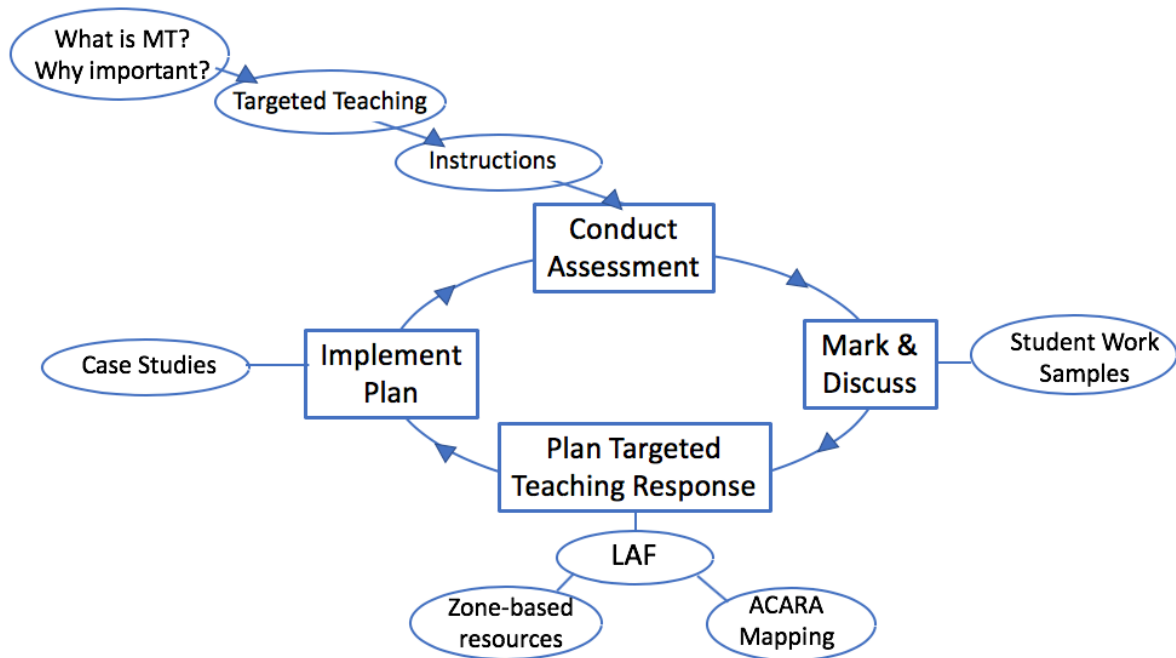 What is MT?
Why important?
Targeted Teaching
Instructions
Conduct
Assessment
Mark &
Discuss
Student Work
Samples
Case Studies
Implement
Plan
Plan Targeted
Teaching Response
LAF
Zone-based
resources
ACARA
Mapping